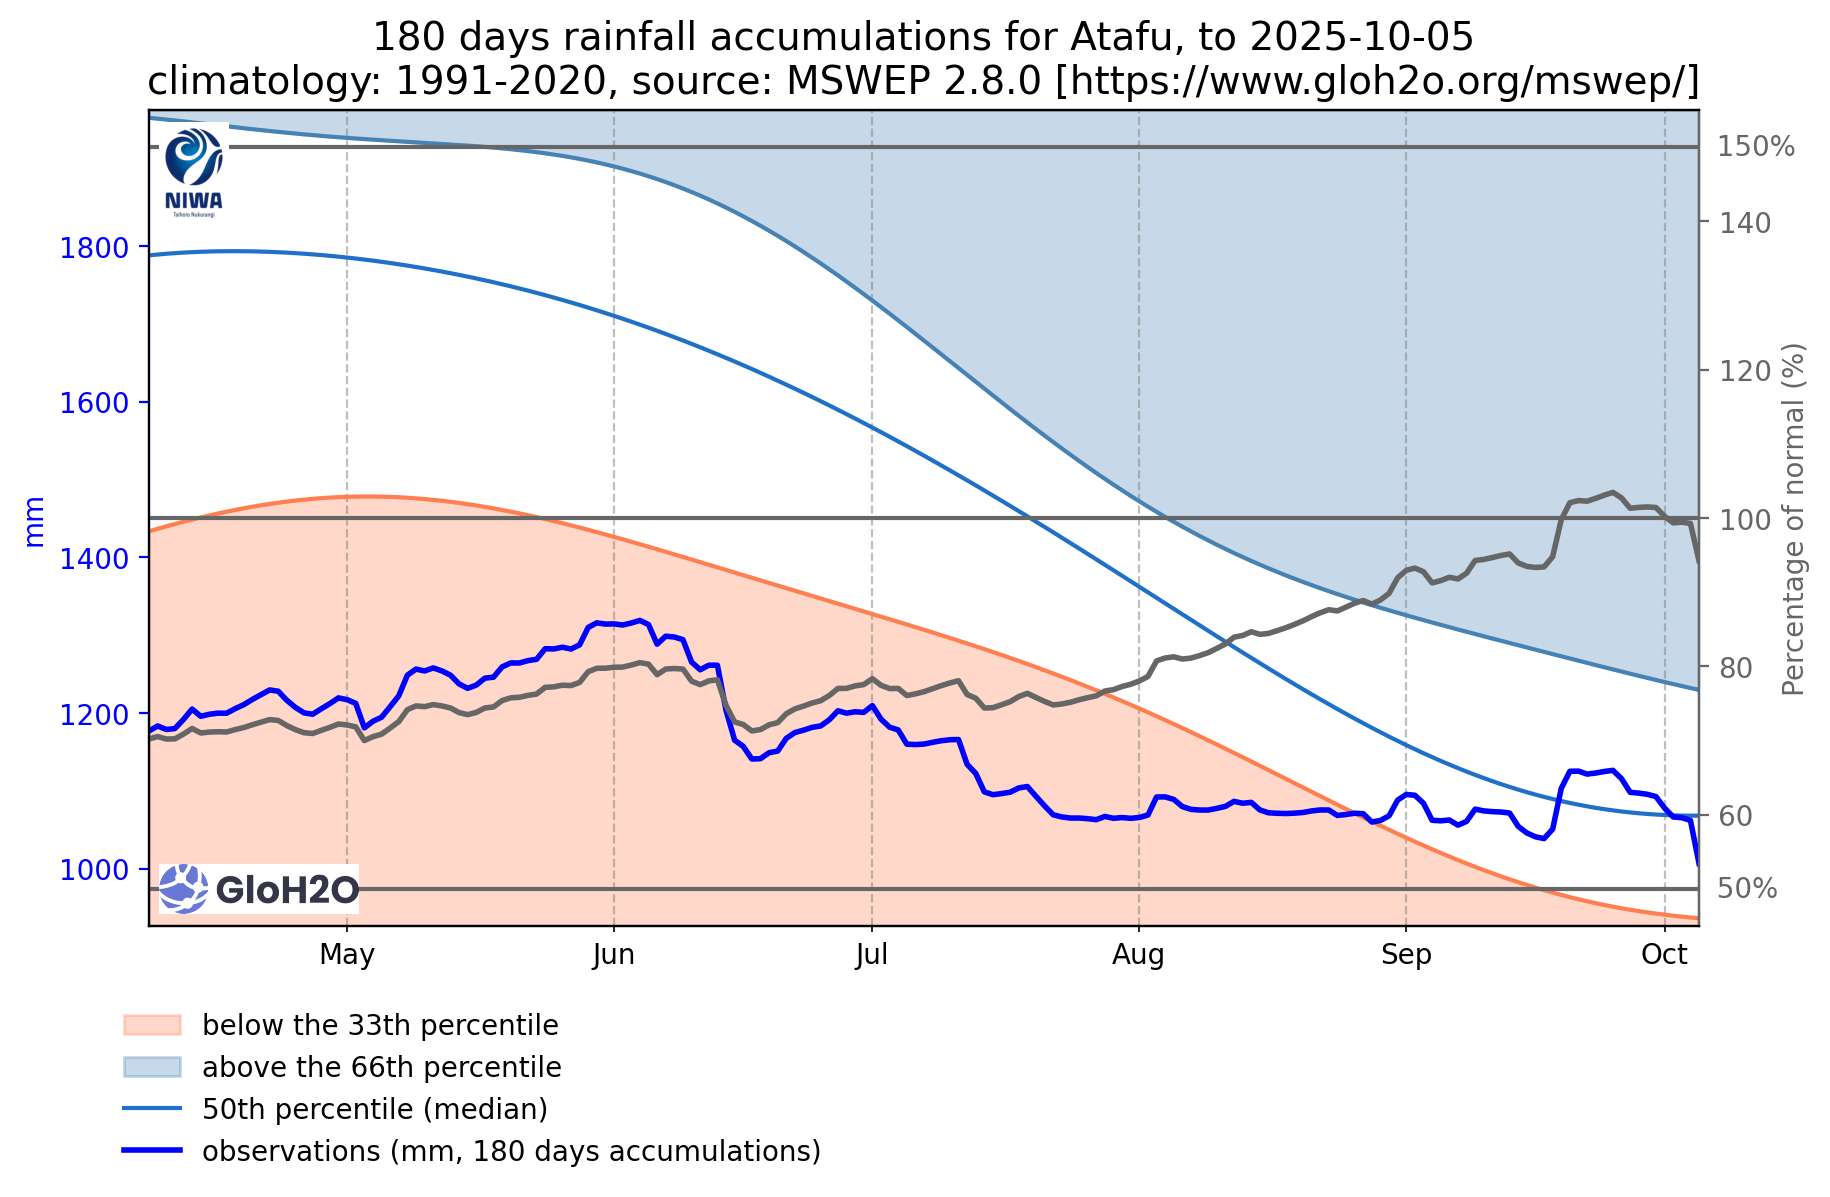 180 days rainfall accumulations for Atafu, to 2025-10-05
climatology: 1991-2020, source: MSWEP 2.8.0 [https://www.gloh2o.org/mswep/]
NIWA
Taihoro Nukurangi
1800
1600
1400
1200
1000
mm
150%
140
120
100
80
60
50%
Percentage of normal (%)
GloH2O
May
Jun
Jul
Aug
Sep
Oct
below the 33th percentile
above the 66th percentile
50th percentile (median)
observations (mm, 180 days accumulations)